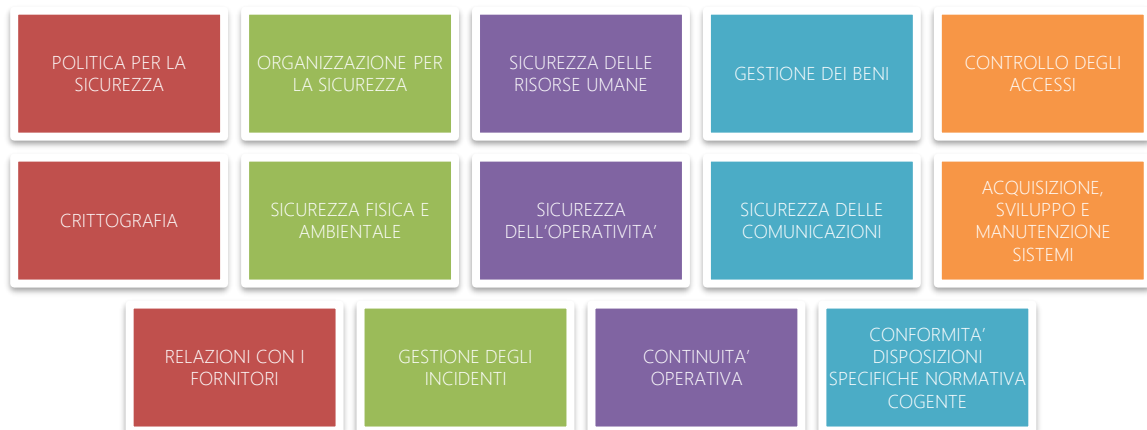 POLITICA PER LA
SICUREZZA
ORGANIZZAZIONE PER
LA SICUREZZA
SICUREZZA DELLE
RISORSE UMANE
GESTIONE DEI BENI
CONTROLLO DEGLI
ACCESSI
CRITTOGRAFIA
SICUREZZA FISICA E
AMBIENTALE
SICUREZZA
DELL’OPERATIVITA’
SICUREZZA DELLE
COMUNICAZIONI
ACQUISIZIONE,
SVILUPPO E
MANUTENZIONE
SISTEMI
RELAZIONI CON I
FORNITORI
GESTIONE DEGLI
INCIDENTI
CONTINUITA’
OPERATIVA
CONFORMITA’
DISPOSIZIONI
SPECIFICHE NORMATIVA
COGENTE